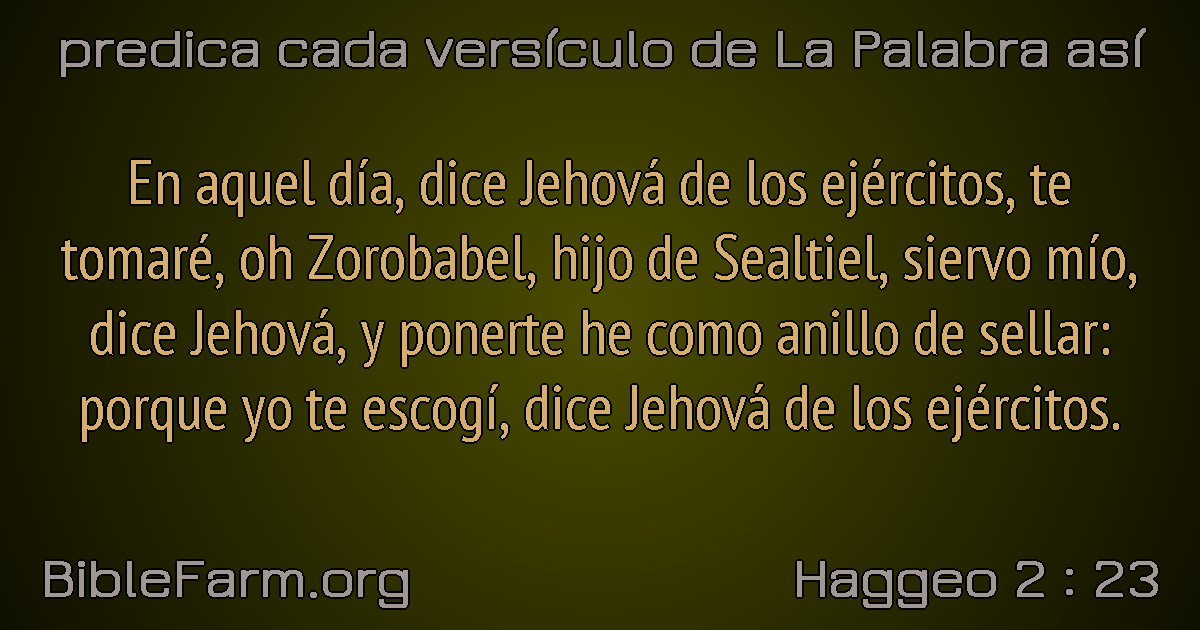 predica cada versículo de La Palabra así
En aquel día, dice Jehová de los ejércitos, te
tomaré, oh Zorobabel, hijo de Sealtiel, siervo mío,
dice Jehová, y ponerte he como anillo de sellar:
porque yo te escogí, dice Jehová de los ejércitos.
BibleFarm.org
Haggeo 2 : 23